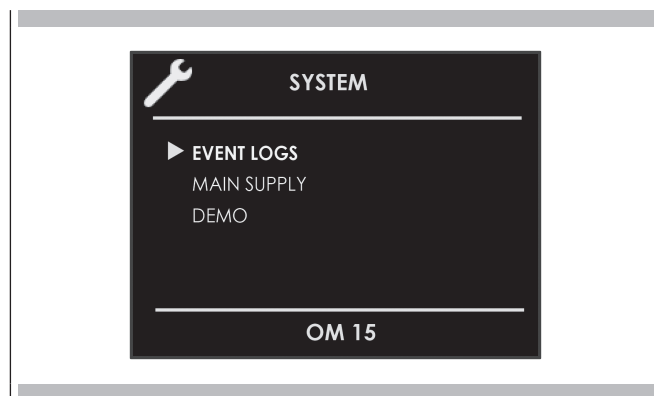 SYSTEM
EVENT LOGS
MAIN SUPPLY
DEMO
OM 15